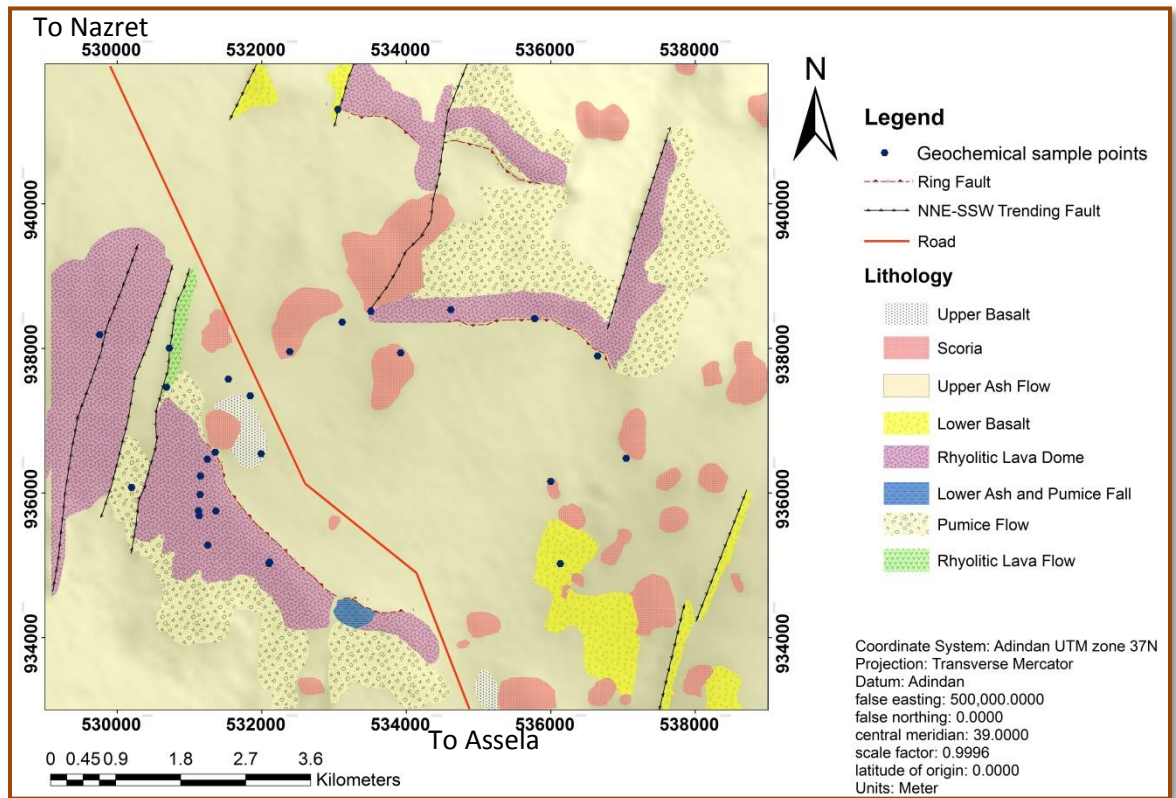 To Nazret
530000 532000 534000 536000 538000
940000 940000
938000 938000
936000 936000
934000 934000
530000 532000 534000 536000 538000
To Assela
0 0.45 0.9 1.8 2.7 3.6
Kilometers
N
Legend
Geochemical sample points
Ring Fault
NNE-SSW Trending Fault
Road
Lithology
Upper Basalt
Scoria
Upper Ash Flow
Lower Basalt
Rhyolitic Lava Dome
Lower Ash and Pumice Fall
Pumice Flow
Rhyolitic Lava Flow
Coordinate System: Adindan UTM zone 37N
Projection: Transverse Mercator
Datum: Adindan
false easting: 500,000.0000
false northing: 0.0000
central meridian: 39.0000
scale factor: 0.9996
latitude of origin: 0.0000
Units: Meter